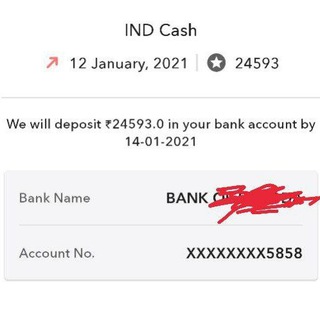 IND Cash
12 January, 2021 24593
We will deposit ₹24593.0 in your bank account by
14-01-2021
Bank Name BANK
Account No. XXXXXXXX5858